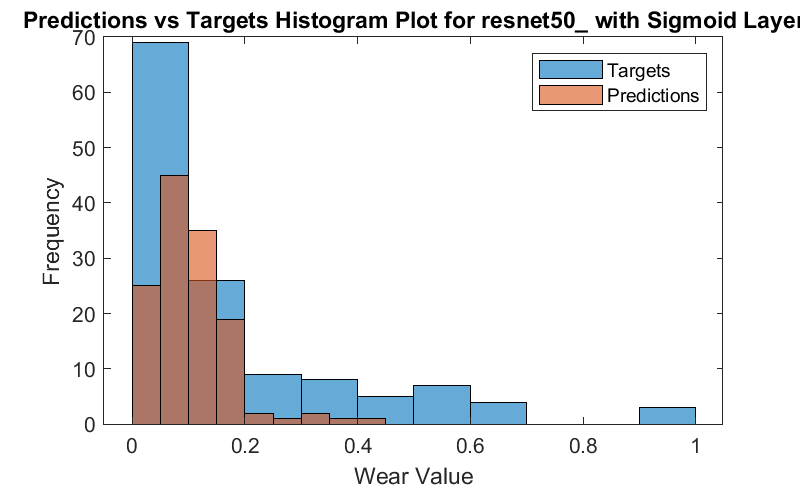 Predictions vs Targets Histogram Plot for resnet50_ with Sigmoid Layer
70
60
50
40
30
20
10
0
Frequency
Targets
Predictions
0
0.2
0.4
0.6
0.8
1
Wear Value